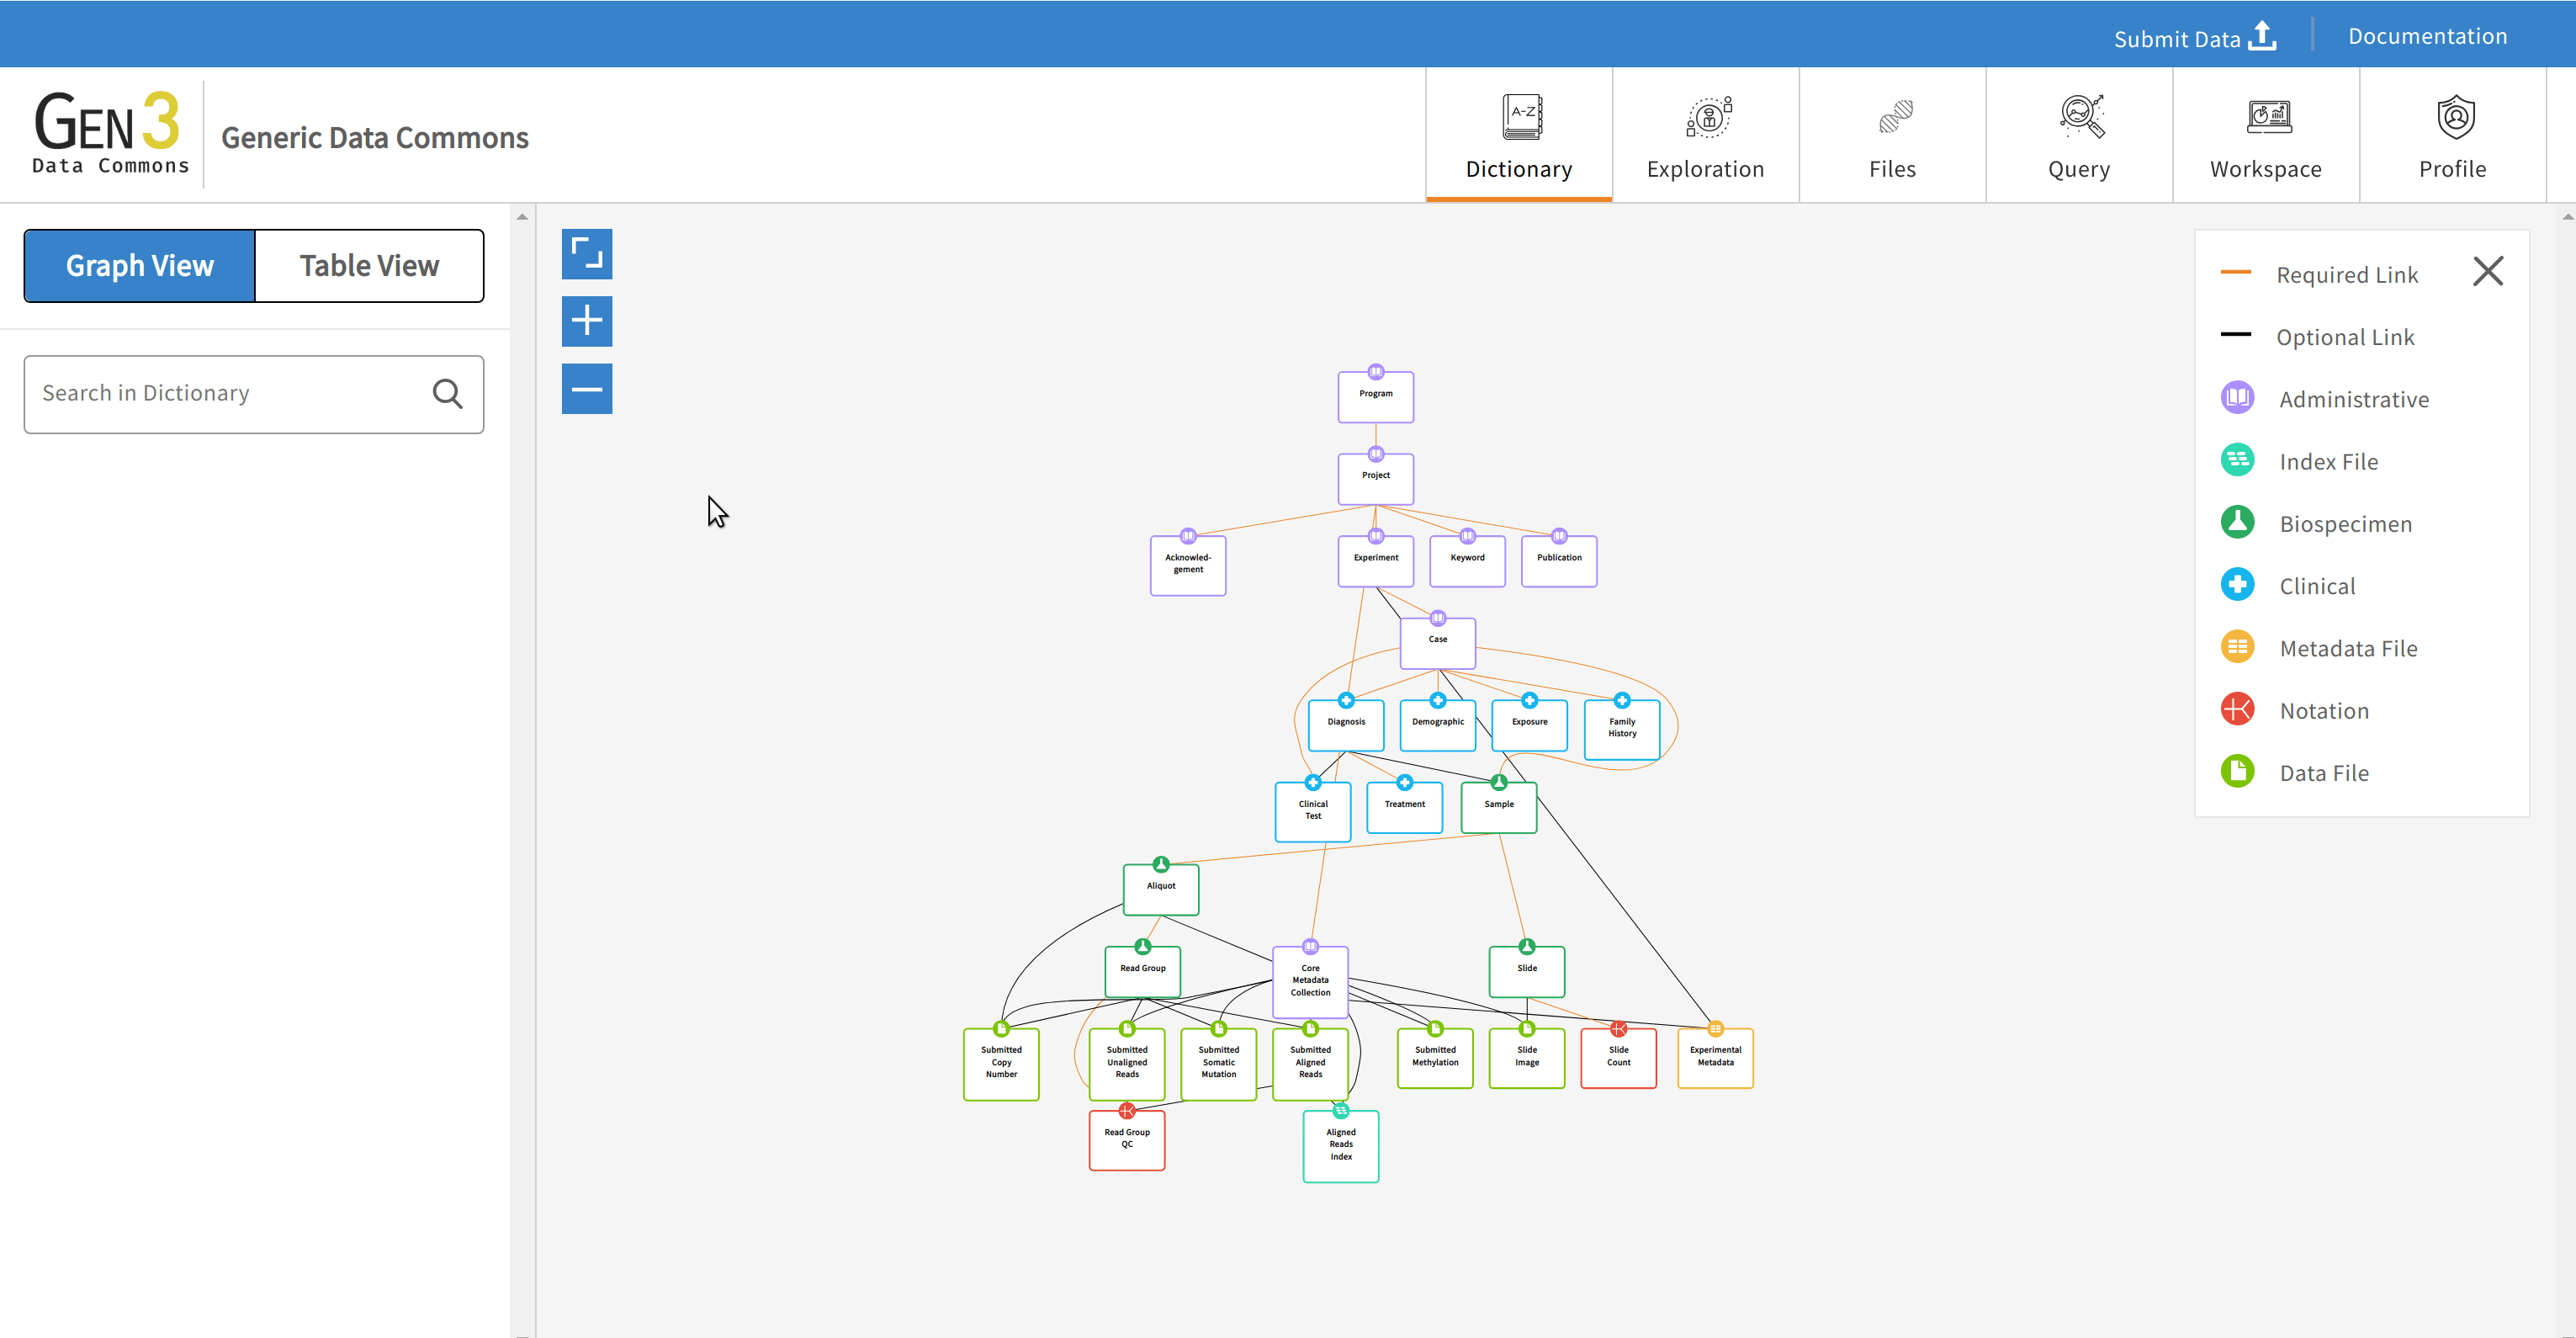 Submit Data
Documentation
GEN3
Data Commons
Generic Data Commons
A-Z
Dictionary
Exploration
Files
Query
Workspace
Profile
Graph View
Table View
Search in Dictionary
Required Link
Optional Link
Administrative
Index File
Biospecimen
Clinical
Metadata File
Notation
Data File
Program
Project
Acknowled-
gement
Experiment
Keyword
Publication
Case
Diagnosis
Demographic
Exposure
Family
History
Clinical
Test
Treatment
Sample
Aliquot
Read Group
Core
Metadata
Collection
Slide
Submitted
Copy
Number
Submitted
Unaligned
Reads
Submitted
Somatic
Mutation
Submitted
Aligned
Reads
Submitted
Methylation
Slide
Image
Slide
Count
Experimental
Metadata
Read Group
QC
Aligned
Reads
Index